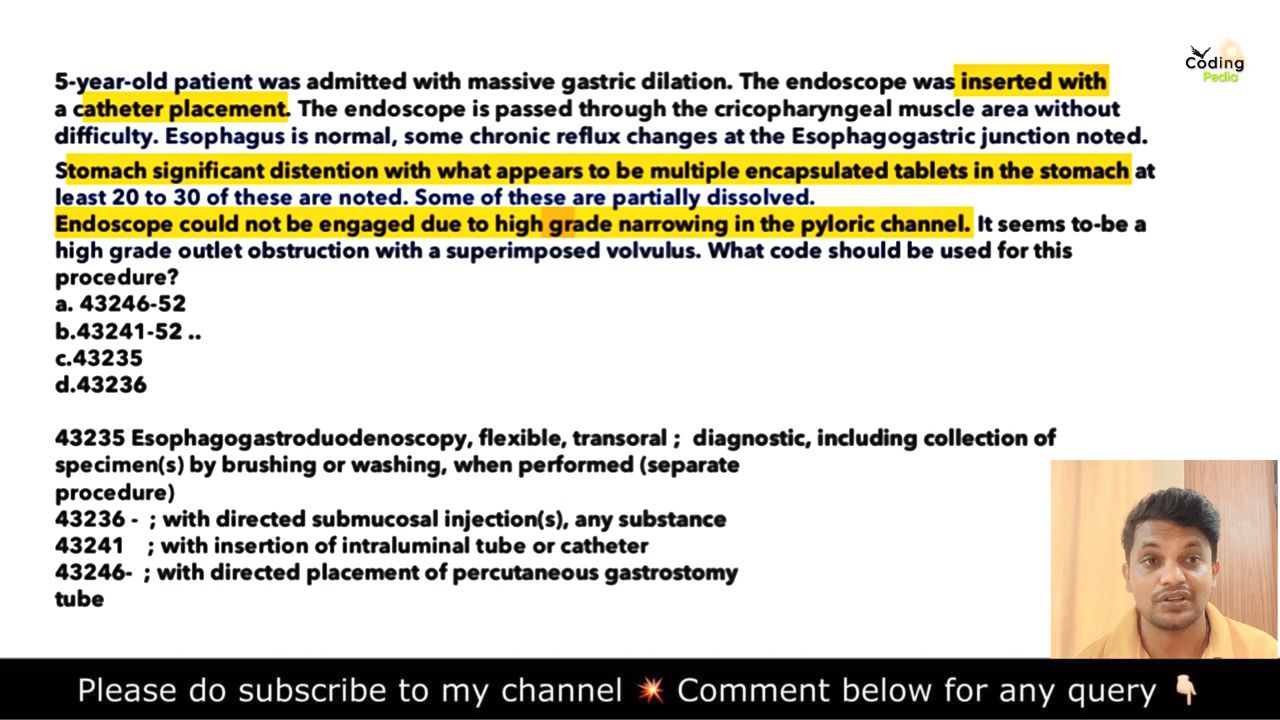 Coding
Pedia
5-year-old patient was admitted with massive gastric dilation. The endoscope was inserted with
a catheter placement. The endoscope is passed through the cricopharyngeal muscle area without
difficulty. Esophagus is normal, some chronic reflux changes at the Esophagogastric junction noted.
Stomach significant distention with what appears to be multiple encapsulated tablets in the stomach at
least 20 to 30 of these are noted. Some of these are partially dissolved.
Endoscope could not be engaged due to high grade narrowing in the pyloric channel. It seems to-be a
high grade outlet obstruction with a superimposed volvulus. What code should be used for this
procedure?
a. 43246-52
b.43241-52 ..
c.43235
d.43236
43235 Esophagogastroduodenoscopy, flexible, transoral ; diagnostic, including collection of
specimen(s) by brushing or washing, when performed (separate
procedure)
43236 - ; with directed submucosal injection(s), any substance
43241 ; with insertion of intraluminal tube or catheter
43246- ; with directed placement of percutaneous gastrostomy
tube
Please do subscribe to my channel 💥 Comment below for any query 👇🏻